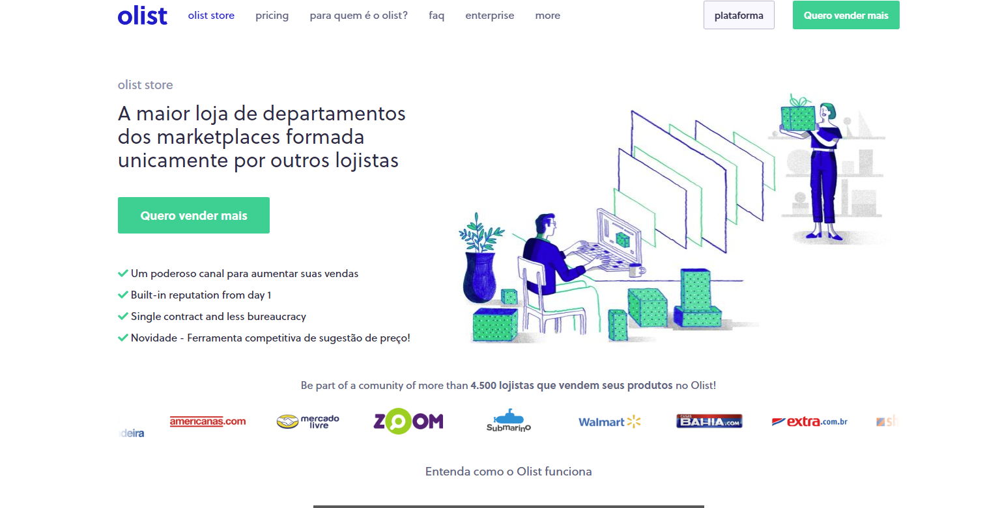 olist
olist store
pricing
para quem é o olist?
faq
enterprise
more
plataforma
Quero vender mais
olist store
A maior loja de departamentos
dos marketplaces formada
unicamente por outros lojistas
Quero vender mais
Um poderoso canal para aumentar suas vendas
Built-in reputation from day 1
Single contract and less bureaucracy
Novidade - Ferramenta competitiva de sugestão de preço!
Be part of a comunity of more than 4.500 lojistas que vendem seus produtos no Olist!
deira
americanas.com
mercado
livre
ZOOM
Submarino
Walmart
CASAS
BAHIA.COM
extra.com.br
sh
Entenda como o Olist funciona